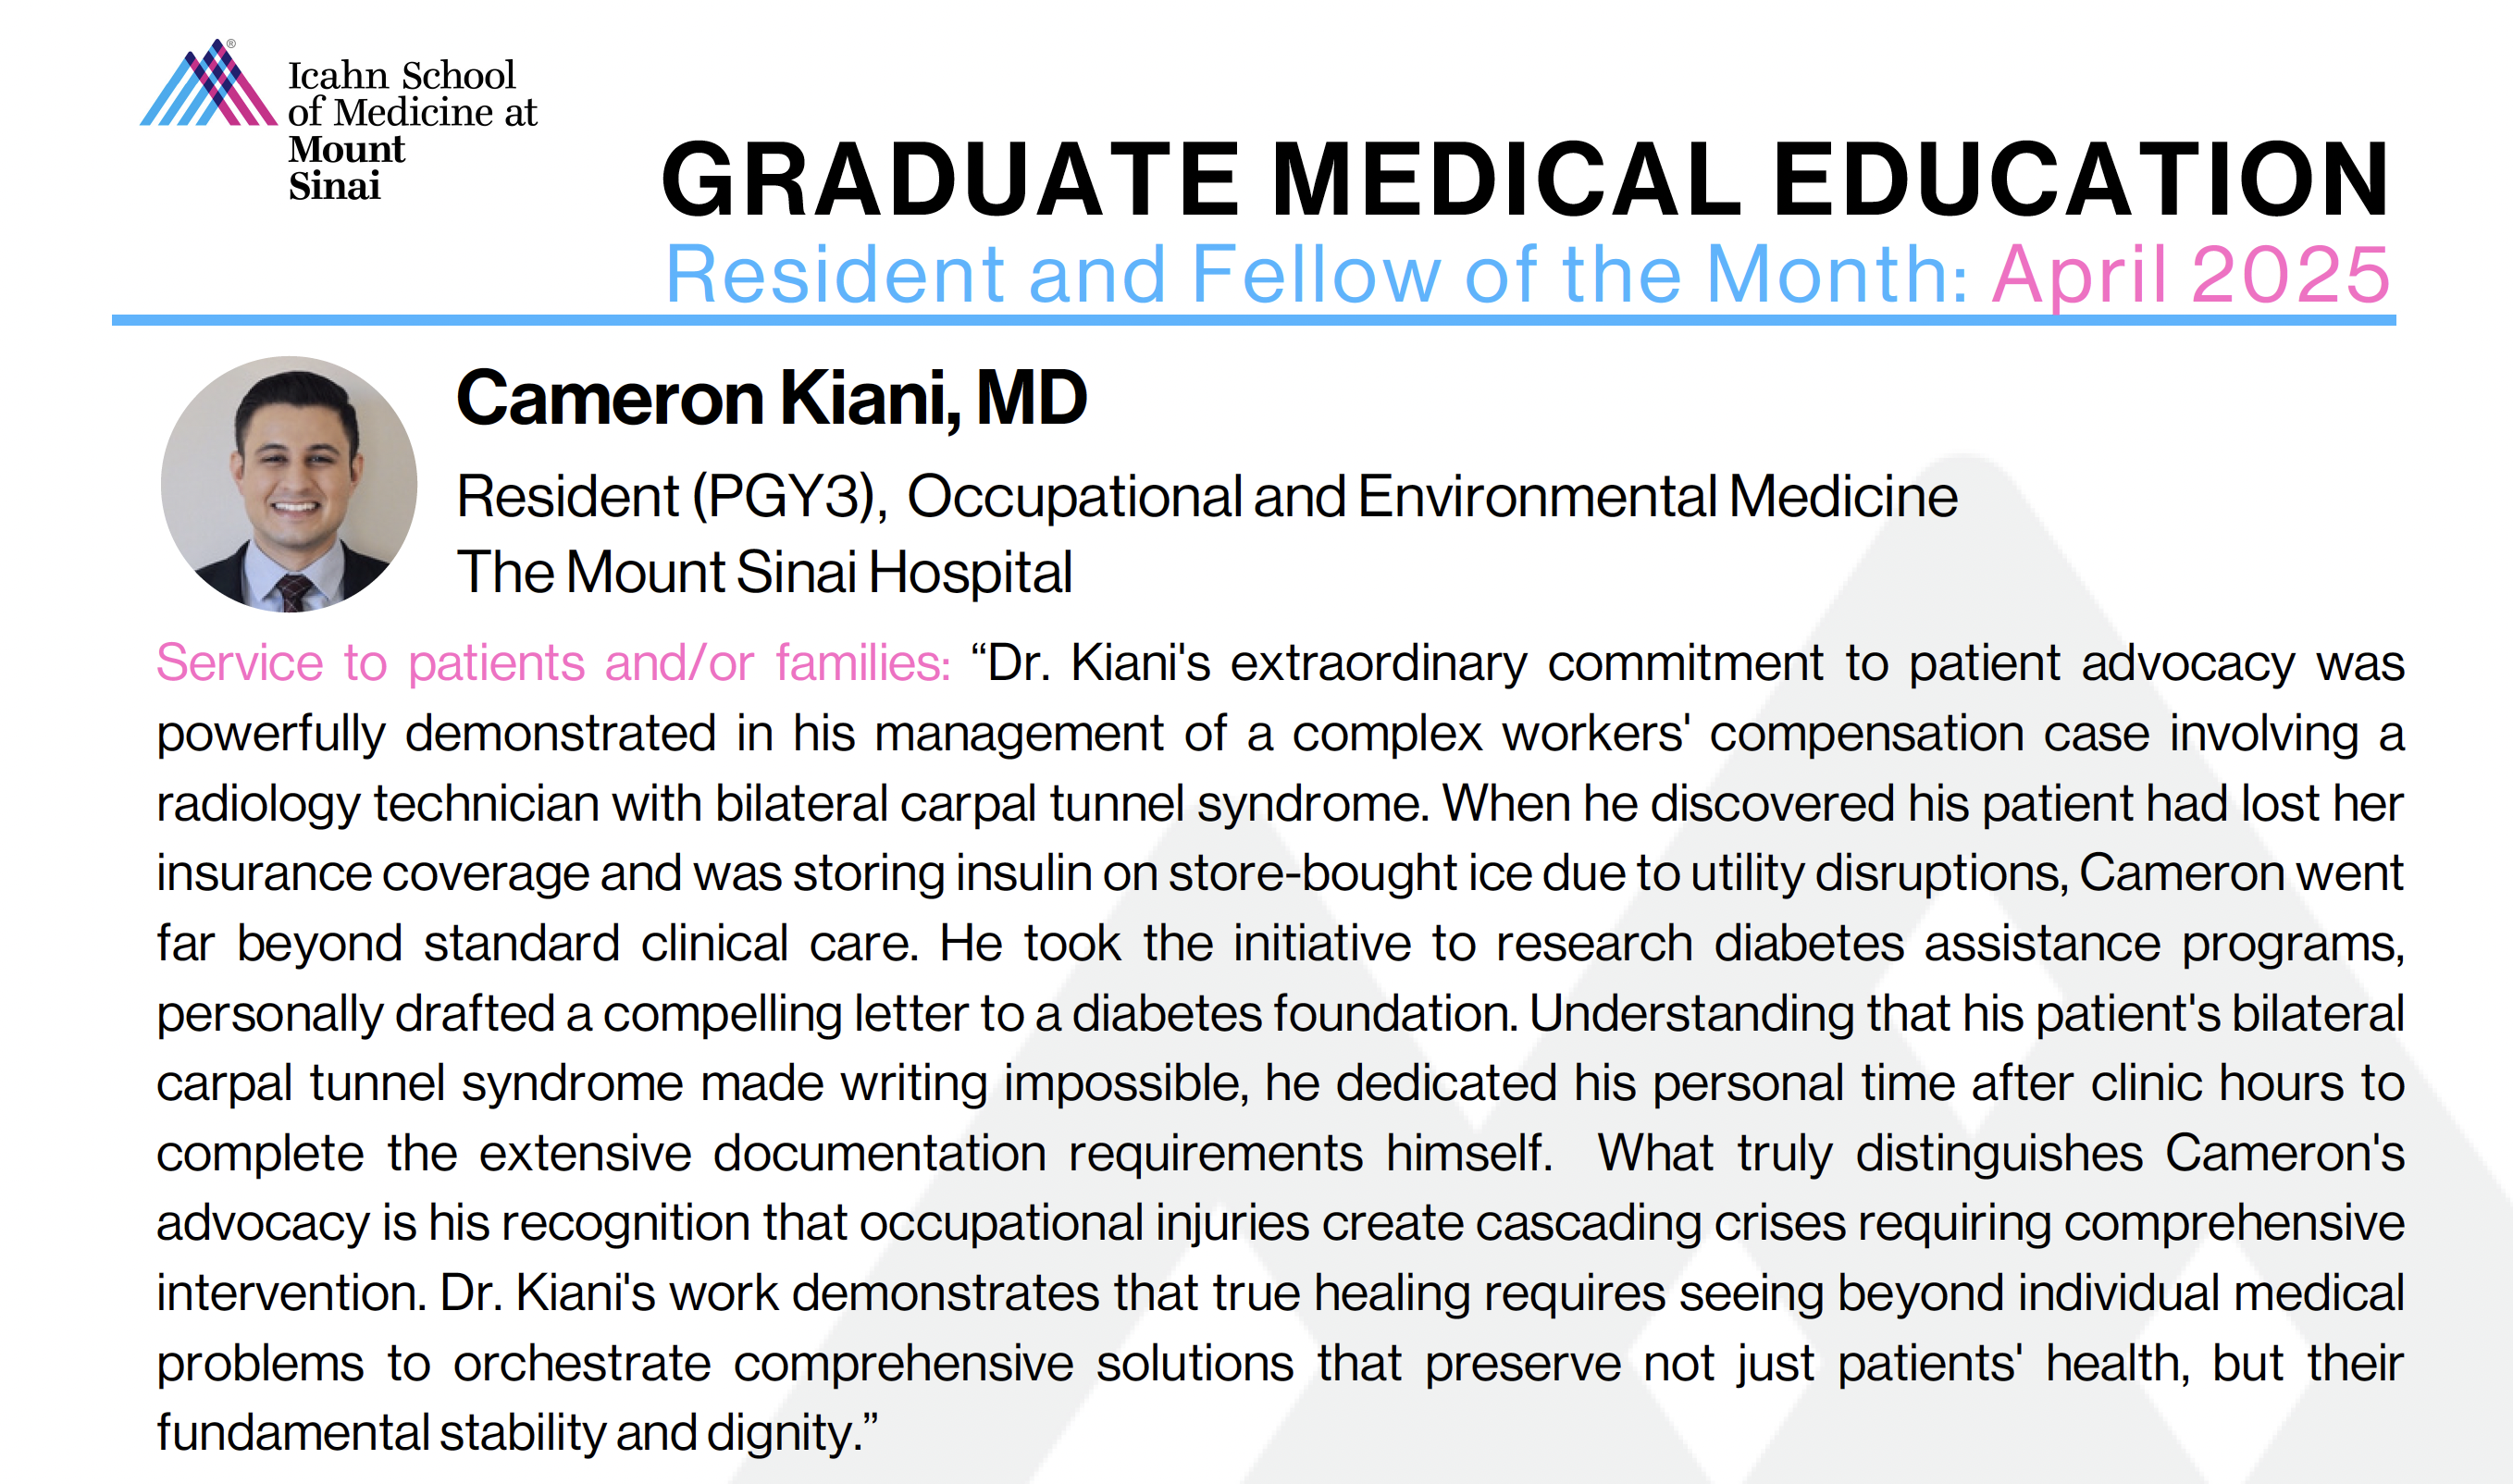 Icahn School
of Medicine at
Mount
Sinai
®
GRADUATE MEDICAL EDUCATION
Resident and Fellow of the Month: April 2025
Cameron Kiani, MD
Resident (PGY3), Occupational and Environmental Medicine
The Mount Sinai Hospital
Service to patients and/or families: “Dr. Kiani's extraordinary commitment to patient advocacy was
powerfully demonstrated in his management of a complex workers' compensation case involving a
radiology technician with bilateral carpal tunnel syndrome. When he discovered his patient had lost her
insurance coverage and was storing insulin on store-bought ice due to utility disruptions, Cameron went
far beyond standard clinical care. He took the initiative to research diabetes assistance programs,
personally drafted a compelling letter to a diabetes foundation. Understanding that his patient's bilateral
carpal tunnel syndrome made writing impossible, he dedicated his personal time after clinic hours to
complete the extensive documentation requirements himself.  What truly distinguishes Cameron's
advocacy is his recognition that occupational injuries create cascading crises requiring comprehensive
intervention. Dr. Kiani's work demonstrates that true healing requires seeing beyond individual medical
problems to orchestrate comprehensive solutions that preserve not just patients' health, but their
fundamental stability and dignity.”